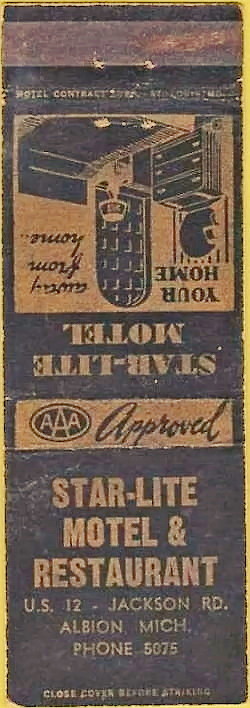 MOTEL CONTRACT
YOUR
HOME
away
from
home..
STAR-LITE
MOTEL
AAA Approved
STAR-LITE
MOTEL &
RESTAURANT
U.S. 12 - JACKSON RD.
ALBION MICH.
PHONE 5075
CLOSE COVER BEFORE STRIKING